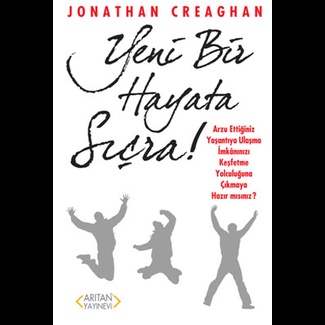 JONATHAN CREAGHAN
Yeni Bir
Hayata
Sıçra!
Arzu Ettiğiniz
Yaşantıya Ulaşma
İmkânınızı
Keşfetme
Yolculuğuna
Çıkmaya
Hazır mısınız?
ARITAN
YAYINEVİ